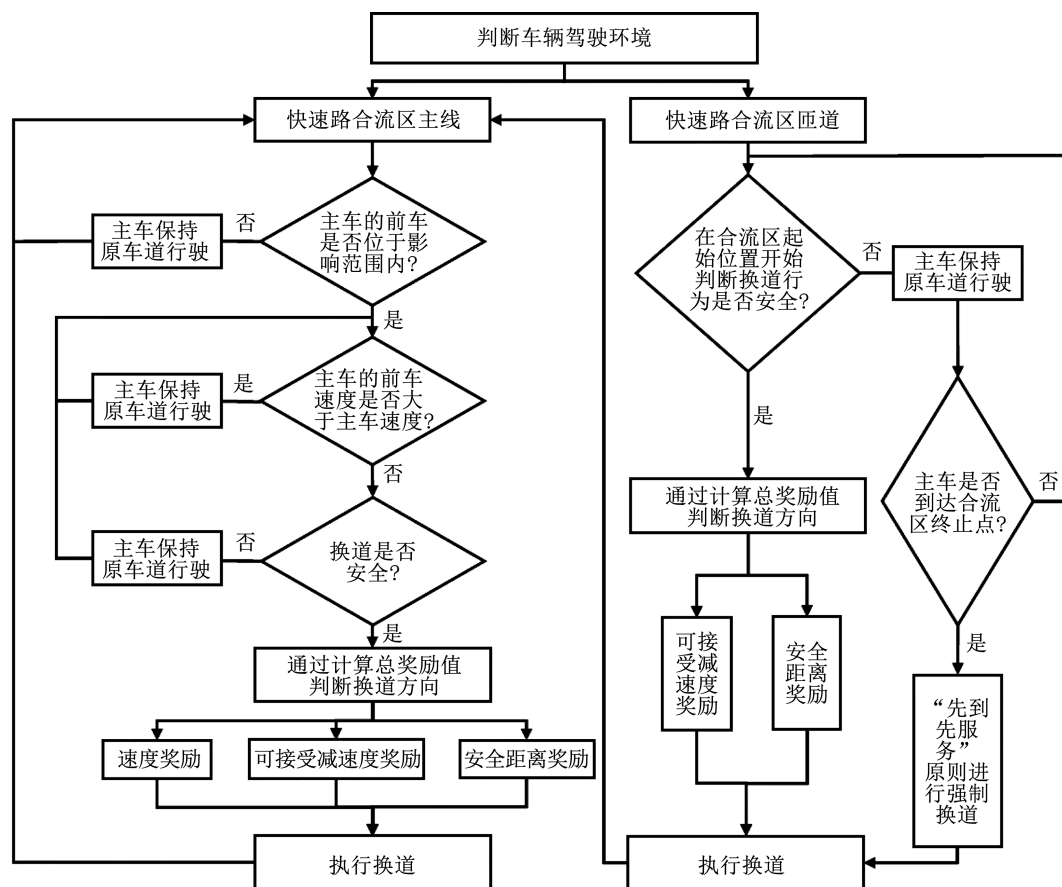 判断车辆驾驶环境
快速路合流区主线
快速路合流区匝道
主车的前车
是否位于影
响范围内?
否
主车保持
原车道行驶
是
主车的前车
速度是否大
于主车速度?
是
主车保持
原车道行驶
否
换道是否
安全?
否
主车保持
原车道行驶
是
通过计算总奖励值
判断换道方向
速度奖励
可接受减速度奖励
安全距离奖励
执行换道
在合流区起
始位置开始
判断换道行
为是否安全?
否
主车保持
原车道行驶
是
通过计算总奖励值
判断换道方向
可接
受减
速度
奖励
安全
距离
奖励
主车是否
到达合流
区终止点?
否
是
“先到
先服
务”
原则进
行强制
换道
执行换道